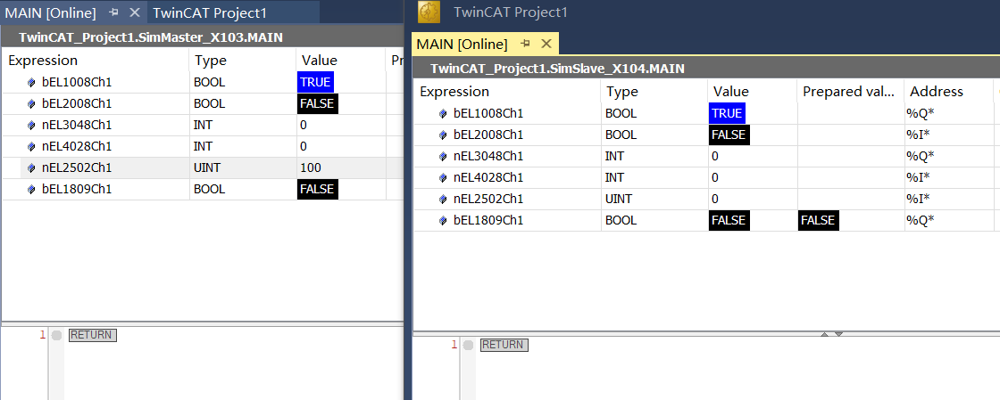 MAIN [Online] TwinCAT Project1
TwinCAT_Project1.SimMaster_X103.MAIN
Expression Type Value Pr
bEL1008Ch1 BOOL TRUE
bEL2008Ch1 BOOL FALSE
nEL3048Ch1 INT 0
nEL4028Ch1 INT 0
nEL2502Ch1 UINT 100
bEL1809Ch1 BOOL FALSE
1 RETURN
TwinCAT Project1
MAIN [Online]
TwinCAT_Project1.SimSlave_X104.MAIN
Expression Type Value Prepared val... Address
bEL1008Ch1 BOOL TRUE %Q*
bEL2008Ch1 BOOL FALSE %I*
nEL3048Ch1 INT 0 %Q*
nEL4028Ch1 INT 0 %I*
nEL2502Ch1 UINT 0 %I*
bEL1809Ch1 BOOL FALSE FALSE %Q*
1 RETURN